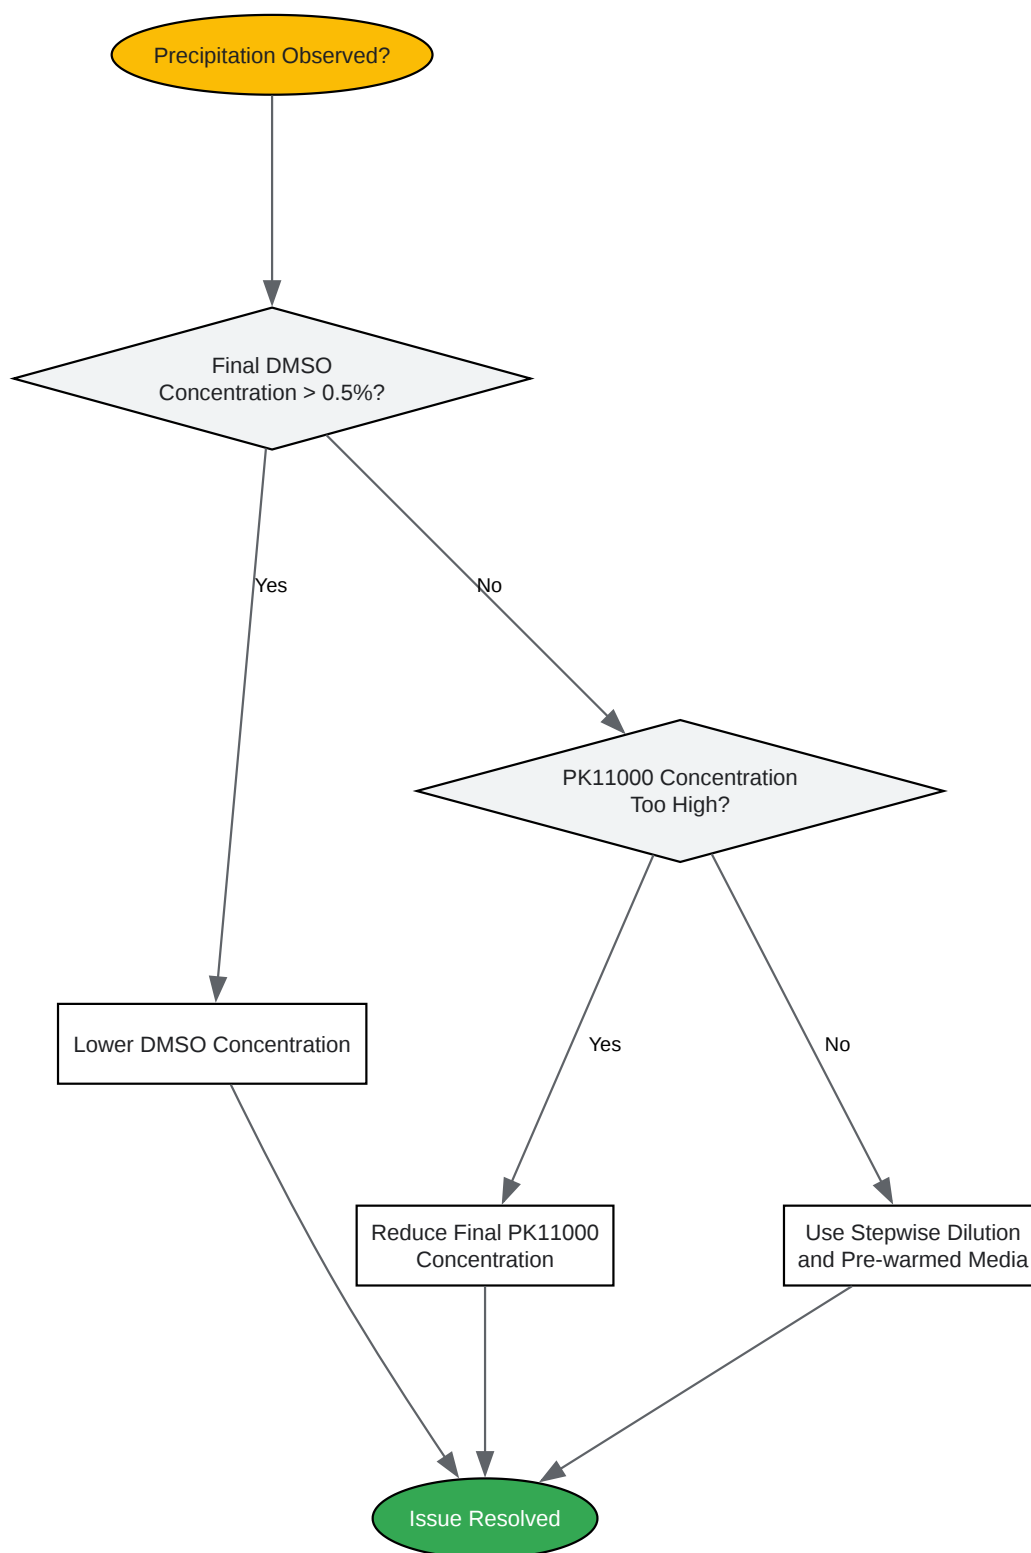 Precipitation Observed?
Final DMSO
Concentration > 0.5%?
Yes
No
PK11000 Concentration
Too High?
Lower DMSO Concentration
Yes
No
Reduce Final PK11000
Concentration
Use Stepwise Dilution
and Pre-warmed Media
Issue Resolved